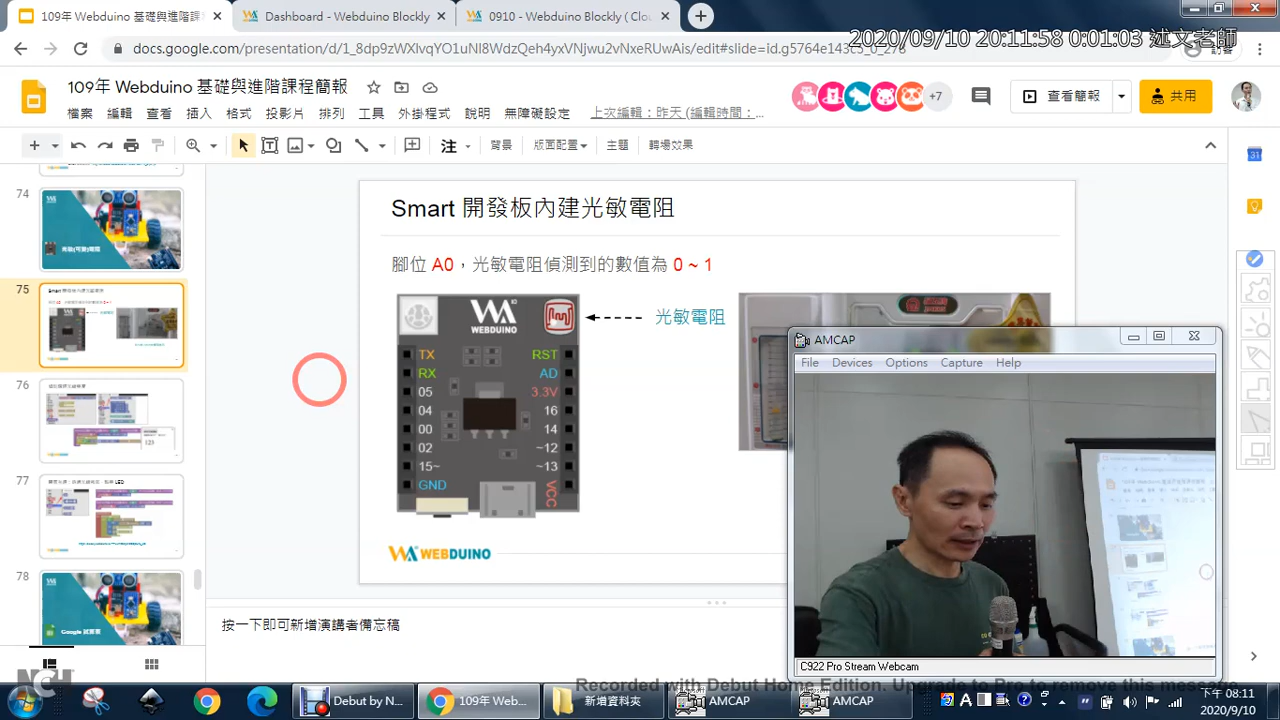 109年 Webduino 基礎與進階課程簡報
Dashboard - Webduino Blockly
Webduino Blockly ( Clou
docs.google.com/presentation/d/1_8dp9zWXIvqYO1uNI8WdzQeh4yxVNjwu2vNxeRUwAis/edit#slide=id.g5764e143c3_0_278
2020/09/10 20:11:58 0:01:03 述文老師
訪客
109年 Webduino 基礎與進階課程簡報
+7
查看簡報
共用
檔案 編輯 查看 插入 格式 投影片 排列 工具 外掛程式 說明 無障礙設定
上次編輯：昨天 (編輯時間：...
注 背景 版面配置 主題 轉場效果
74
75
76
77
78
Smart 開發板內建光敏電阻
腳位 A0，光敏電阻偵測到的數值為 0 ~ 1
WEBDUINO
光敏電阻
TX RST
RX AD
05 3.3V
04 16
00 14
02 ~12
15~ ~13
GND
WEBDUINO
AMCAP
File Devices Options Capture Help
C922 Pro Stream Webcam
按一下即可新增演講者備忘稿
NCH
Recorded with Debut Home Edition. Upgrade to Pro to remove this message
Debut by N...
109年 Web...
新增資料夾
AMCAP
AMCAP
下午 08:11
2020/9/10